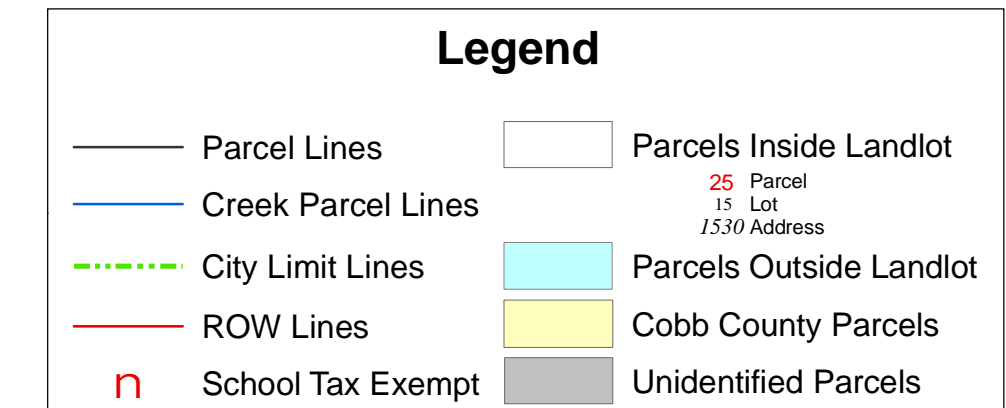 Legend
Parcel Lines
Creek Parcel Lines
City Limit Lines
ROW Lines
n School Tax Exempt
Parcels Inside Landlot
25 Parcel
15 Lot
1530 Address
Parcels Outside Landlot
Cobb County Parcels
Unidentified Parcels